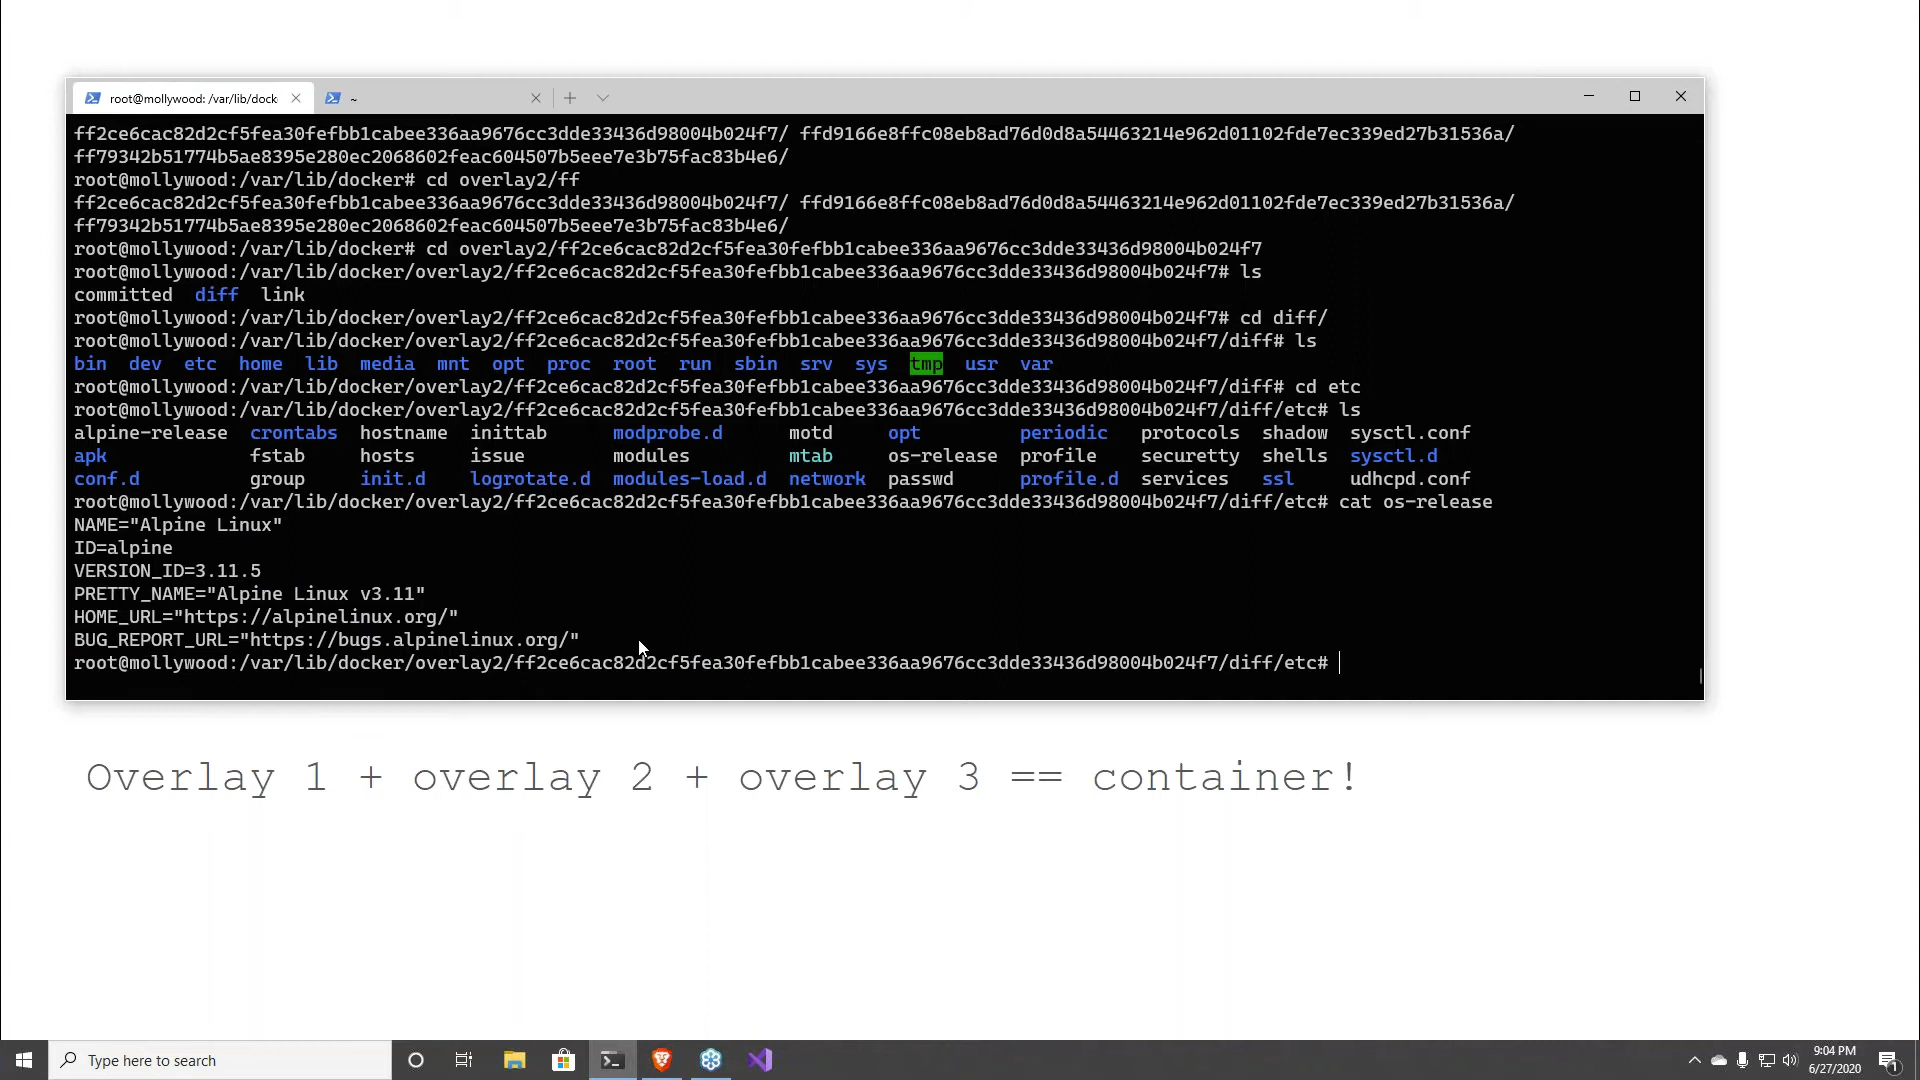 root@mollywood: /var/lib/dock
~
ff2ce6cac82d2cf5fea30fefbb1cabee336aa9676cc3dde33436d98004b024f7/ ffd9166e8ffc08eb8ad76d0d8a54463214e962d01102fde7ec339ed27b31536a/
ff79342b51774b5ae8395e280ec2068602feac604507b5eee7e3b75fac83b4e6/
root@mollywood:/var/lib/docker# cd overlay2/ff
ff2ce6cac82d2cf5fea30fefbb1cabee336aa9676cc3dde33436d98004b024f7/ ffd9166e8ffc08eb8ad76d0d8a54463214e962d01102fde7ec339ed27b31536a/
ff79342b51774b5ae8395e280ec2068602feac604507b5eee7e3b75fac83b4e6/
root@mollywood:/var/lib/docker# cd overlay2/ff2ce6cac82d2cf5fea30fefbb1cabee336aa9676cc3dde33436d98004b024f7
root@mollywood:/var/lib/docker/overlay2/ff2ce6cac82d2cf5fea30fefbb1cabee336aa9676cc3dde33436d98004b024f7# ls
committed  diff  link
root@mollywood:/var/lib/docker/overlay2/ff2ce6cac82d2cf5fea30fefbb1cabee336aa9676cc3dde33436d98004b024f7# cd diff/
root@mollywood:/var/lib/docker/overlay2/ff2ce6cac82d2cf5fea30fefbb1cabee336aa9676cc3dde33436d98004b024f7/diff# ls
bin  dev  etc  home  lib  media  mnt  opt  proc  root  run  sbin  srv  sys  tmp  usr  var
root@mollywood:/var/lib/docker/overlay2/ff2ce6cac82d2cf5fea30fefbb1cabee336aa9676cc3dde33436d98004b024f7/diff# cd etc
root@mollywood:/var/lib/docker/overlay2/ff2ce6cac82d2cf5fea30fefbb1cabee336aa9676cc3dde33436d98004b024f7/diff/etc# ls
alpine-release  crontabs  hostname  inittab      modprobe.d      motd     opt         periodic   protocols  shadow  sysctl.conf
apk             fstab     hosts     issue        modules         mtab     os-release  profile    securetty  shells  sysctl.d
conf.d          group     init.d    logrotate.d  modules-load.d  network  passwd      profile.d  services   ssl     udhcpd.conf
root@mollywood:/var/lib/docker/overlay2/ff2ce6cac82d2cf5fea30fefbb1cabee336aa9676cc3dde33436d98004b024f7/diff/etc# cat os-release
NAME="Alpine Linux"
ID=alpine
VERSION_ID=3.11.5
PRETTY_NAME="Alpine Linux v3.11"
HOME_URL="https://alpinelinux.org/"
BUG_REPORT_URL="https://bugs.alpinelinux.org/"
root@mollywood:/var/lib/docker/overlay2/ff2ce6cac82d2cf5fea30fefbb1cabee336aa9676cc3dde33436d98004b024f7/diff/etc#
Overlay 1 + overlay 2 + overlay 3 == container!
Type here to search
9:04 PM
6/27/2020
1